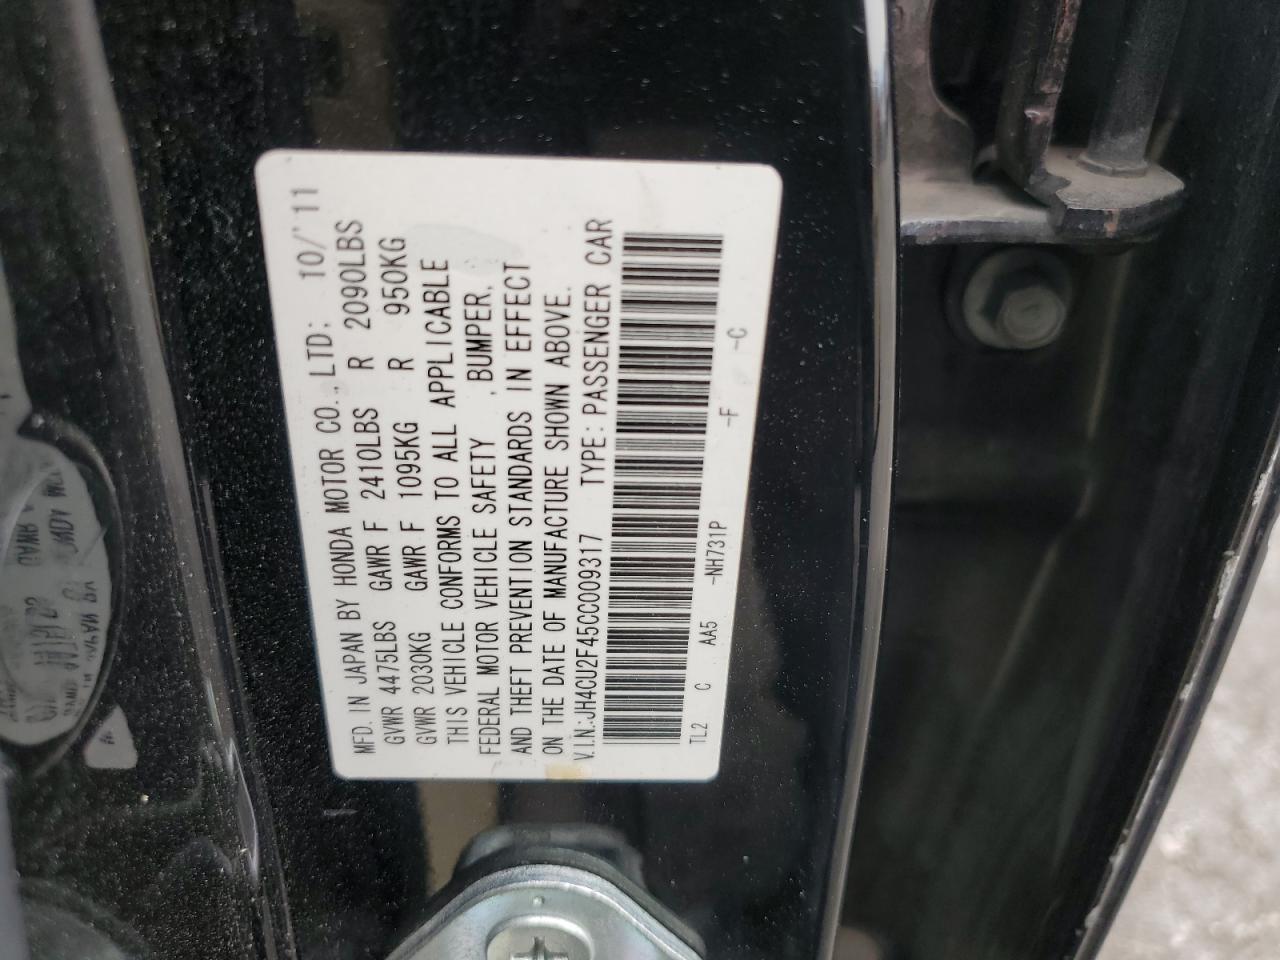 MFD. IN JAPAN BY HONDA MOTOR CO., LTD: 10/'11
GVWR 4475LBS GAWR F 2410LBS R 2090LBS
GVWR 2030KG GAWR F 1095KG R 950KG
THIS VEHICLE CONFORMS TO ALL APPLICABLE
FEDERAL MOTOR VEHICLE SAFETY , BUMPER,
AND THEFT PREVENTION STANDARDS IN EFFECT
ON THE DATE OF MANUFACTURE SHOWN ABOVE.
V.I.N.:JH4CU2F45CC009317 TYPE:PASSENGER CAR
TL2 C AA5 -NH731P -F -C